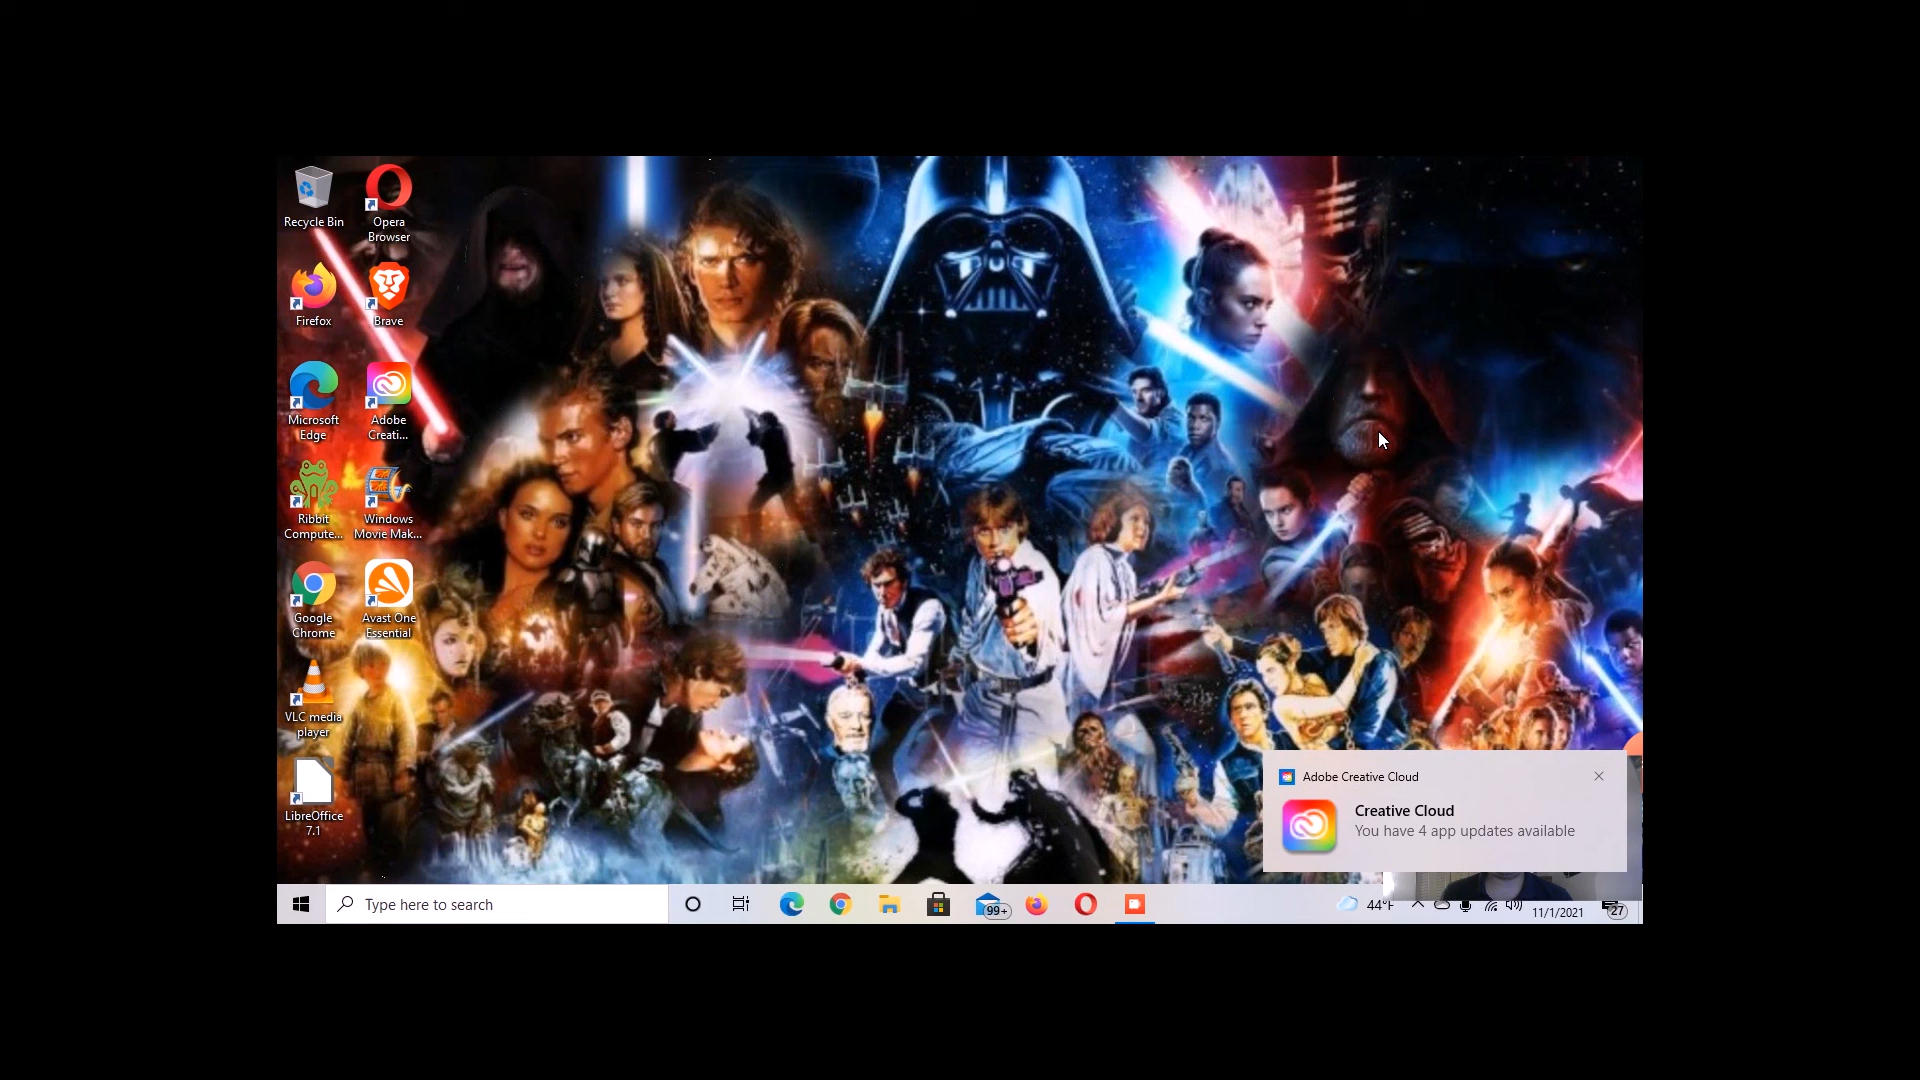 Recycle Bin
Opera
Browser
Firefox
Brave
Microsoft
Edge
Adobe
Creati...
Ribbit
Compute...
Windows
Movie Mak...
Google
Chrome
Avast One
Essential
VLC media
player
LibreOffice
7.1
Adobe Creative Cloud
Creative Cloud
You have 4 app updates available
Type here to search
99+
44°F
11/1/2021
27